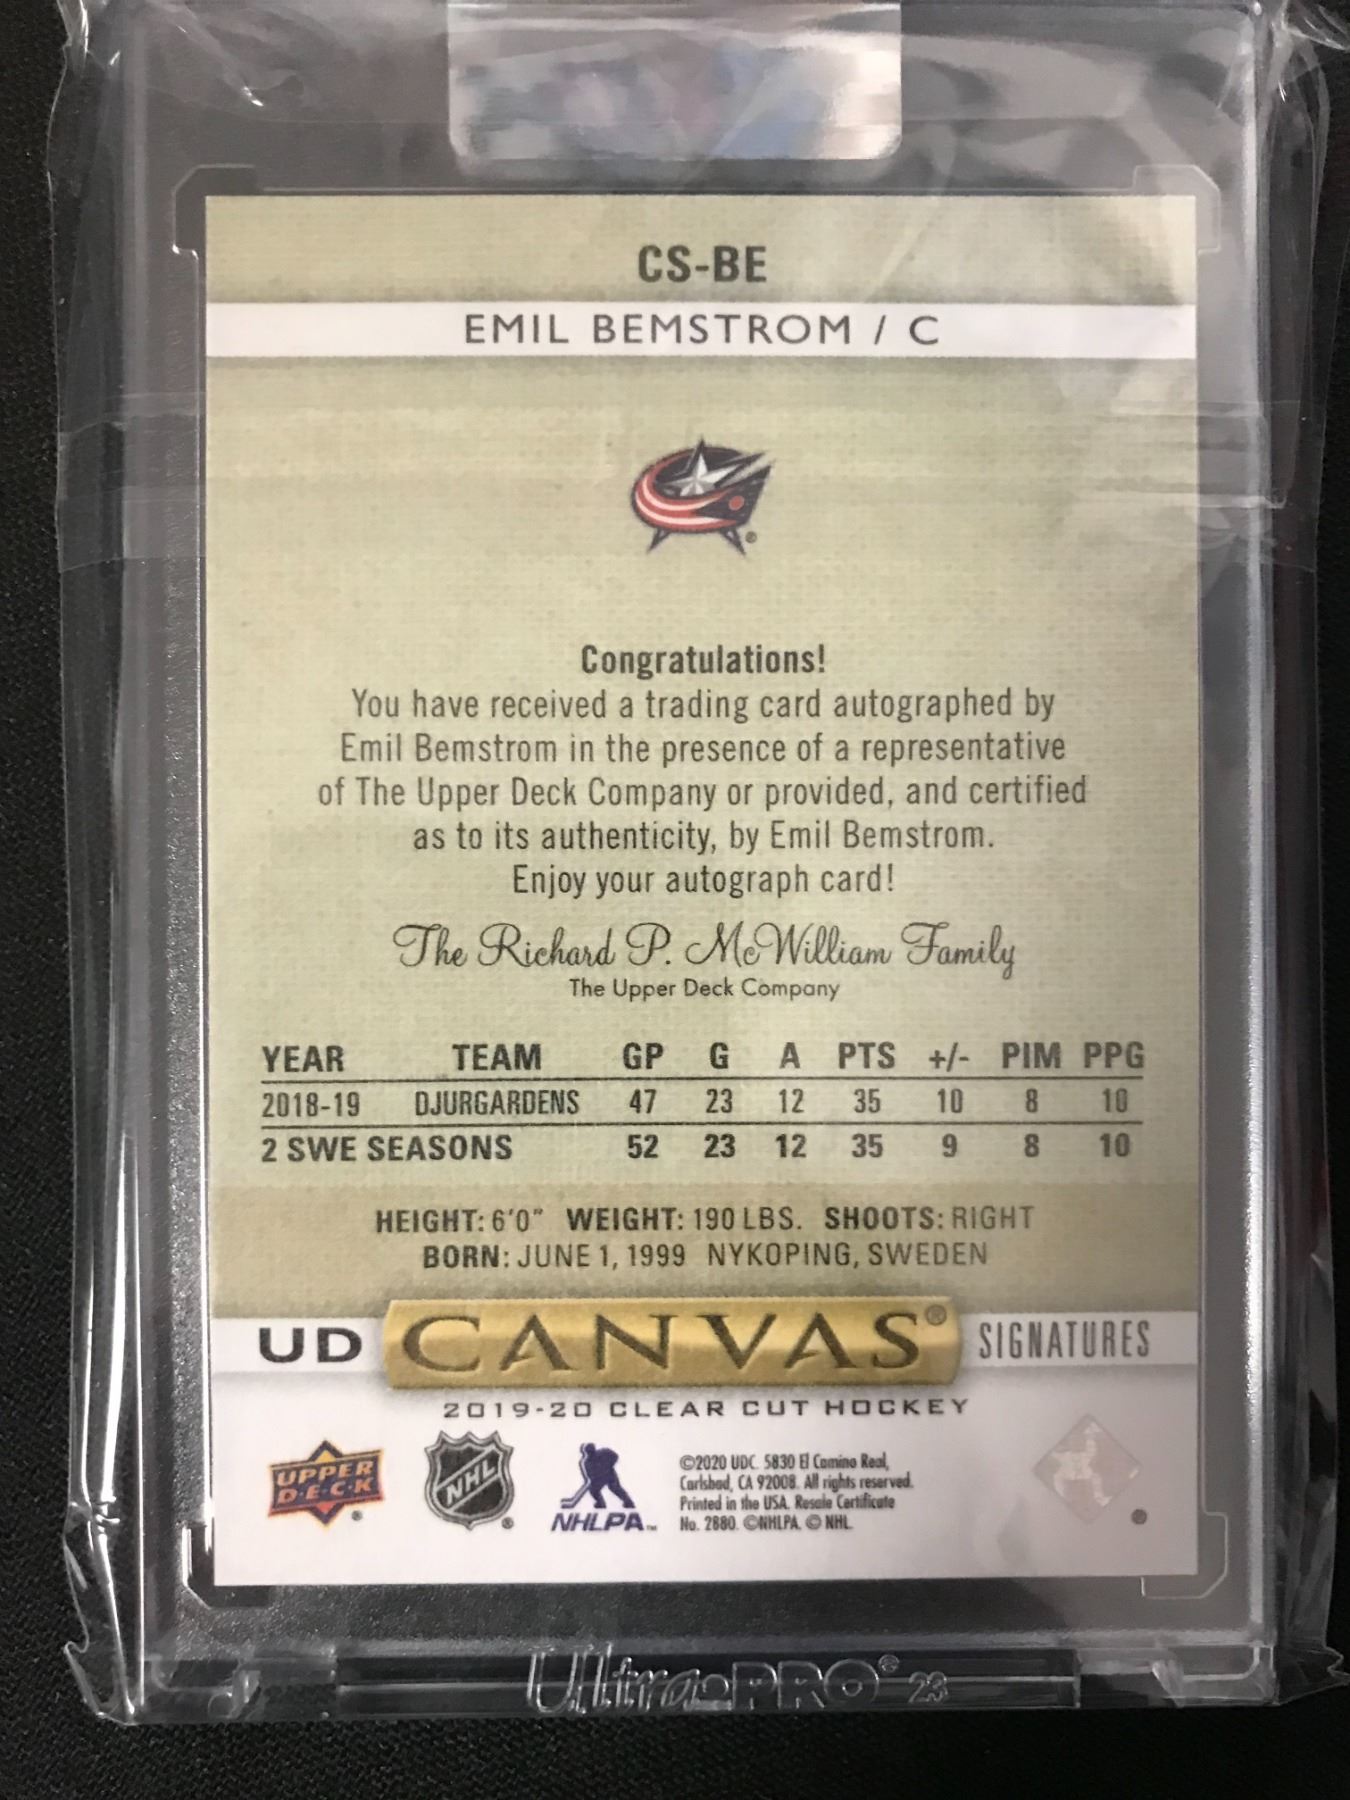 CS-BE
EMIL BEMSTROM / C
Congratulations!
You have received a trading card autographed by
Emil Bemstrom in the presence of a representative
of The Upper Deck Company or provided, and certified
as to its authenticity, by Emil Bemstrom.
Enjoy your autograph card!
The Richard P. McWilliam Family
The Upper Deck Company
YEAR TEAM GP G A PTS +/- PIM PPG
2018-19 DJURGARDENS 47 23 12 35 10 8 10
2 SWE SEASONS 52 23 12 35 9 8 10
HEIGHT: 6'0" WEIGHT: 190 LBS. SHOOTS: RIGHT
BORN: JUNE 1, 1999 NYKOPING, SWEDEN
UD CANVAS® SIGNATURES
2019-20 CLEAR CUT HOCKEY
UPPER
D·E·C·K
®
NHL
®
NHLPA™
©2020 UDC. 5830 El Camino Real,
Carlsbad, CA 92008. All rights reserved.
Printed in the USA. Resale Certificate
No. 2880. ©NHLPA. © NHL.
®
Ultra·PRO® 23